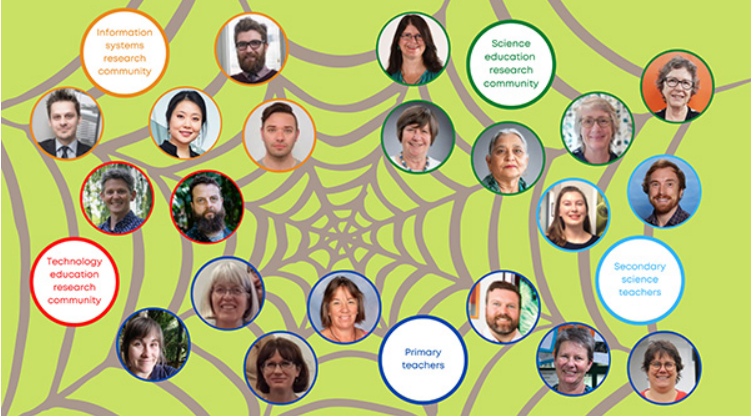 Information
systems
research
community
Science
education
research
community
Technology
education
research
community
Secondary
science
teachers
Primary
teachers